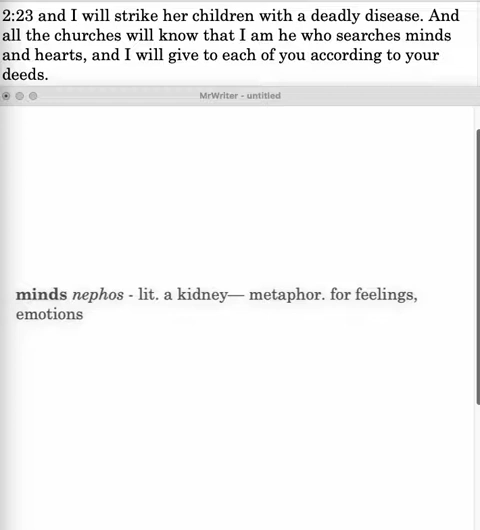 2:23 and I will strike her children with a deadly disease. And
all the churches will know that I am he who searches minds
and hearts, and I will give to each of you according to your
deeds.
MrWriter - untitled
minds nephos - lit. a kidney— metaphor. for feelings,
emotions